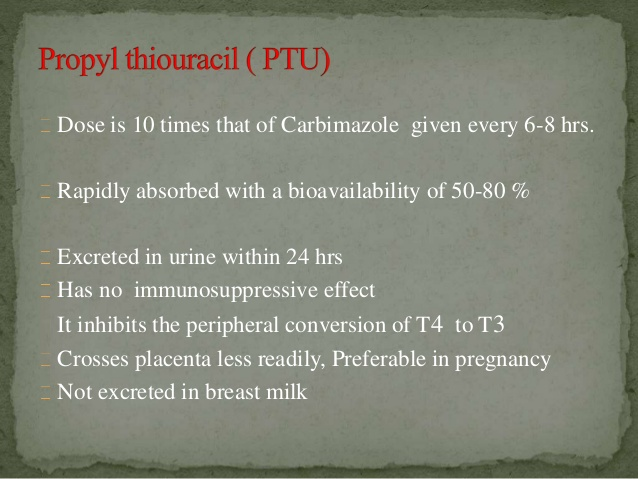 Propyl thiouracil ( PTU)
Dose is 10 times that of Carbimazole given every 6-8 hrs.
Rapidly absorbed with a bioavailability of 50-80 %
Excreted in urine within 24 hrs
Has no immunosuppressive effect
It inhibits the peripheral conversion of T4 to T3
Crosses placenta less readily, Preferable in pregnancy
Not excreted in breast milk